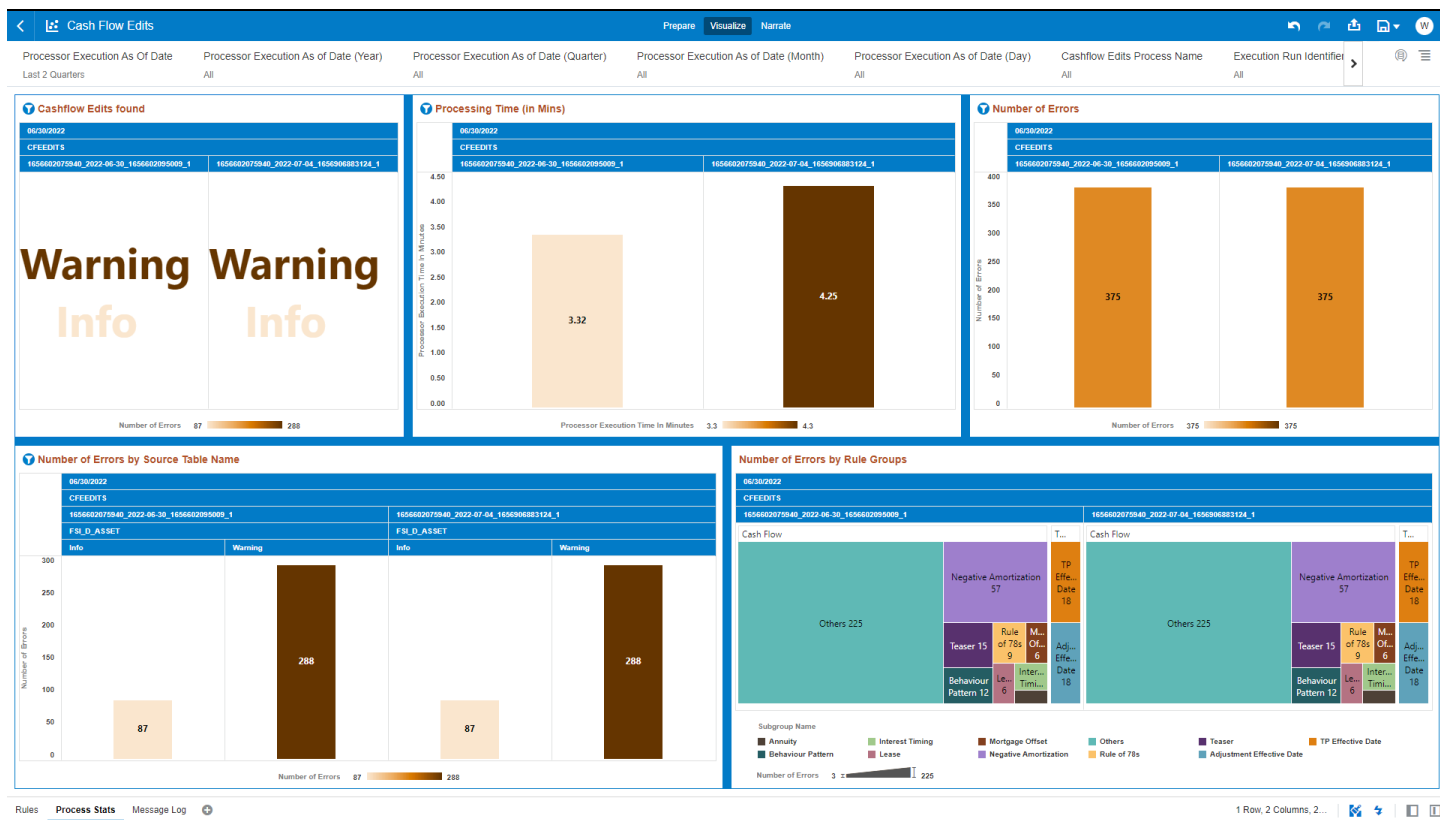 Cash Flow Edits
Prepare Visualize Narrate
W
Processor Execution As Of Date
Last 2 Quarters
Processor Execution As of Date (Year)
All
Processor Execution As of Date (Quarter)
All
Processor Execution As of Date (Month)
All
Processor Execution As of Date (Day)
All
Cashflow Edits Process Name
All
Execution Run Identifier
All
Cashflow Edits found
06/30/2022
CFEEDITS
1656602075940_2022-06-30_1656602095009_1 1656602075940_2022-07-04_1656906883124_1
Warning Warning
Info Info
Number of Errors 87 288
Processing Time (in Mins)
06/30/2022
CFEEDITS
1656602075940_2022-06-30_1656602095009_1 1656602075940_2022-07-04_1656906883124_1
Processor Execution Time In Minutes
4.50
4.00
3.50
3.00
2.50
2.00
1.50
1.00
0.50
0.00
3.32
4.25
Processor Execution Time In Minutes 3.3 4.3
Number of Errors
06/30/2022
CFEEDITS
1656602075940_2022-06-30_1656602095009_1 1656602075940_2022-07-04_1656906883124_1
Number of Errors
400
350
300
250
200
150
100
50
0
375
375
Number of Errors 375 375
Number of Errors by Source Table Name
06/30/2022
CFEEDITS
1656602075940_2022-06-30_1656602095009_1 1656602075940_2022-07-04_1656906883124_1
FSI_D_ASSET FSI_D_ASSET
Info Warning Info Warning
Number of Errors
300
250
200
150
100
50
0
87
288
87
288
Number of Errors 87 288
Number of Errors by Rule Groups
06/30/2022
CFEEDITS
1656602075940_2022-06-30_1656602095009_1 1656602075940_2022-07-04_1656906883124_1
Cash Flow T...
Others 225
Negative Amortization
57
Teaser 15
Behaviour
Pattern 12
Rule
of 78s
9
M...
Of...
6
Le...
6
Inter...
Timi...
TP
Effe...
Date
18
Adj...
Effe...
Date
18
Cash Flow T...
Others 225
Negative Amortization
57
Teaser 15
Behaviour
Pattern 12
Rule
of 78s
9
M...
Of...
6
Le...
6
Inter...
Timi...
TP
Effe...
Date
18
Adj...
Effe...
Date
18
Subgroup Name
Annuity Interest Timing Mortgage Offset Others Teaser TP Effective Date
Behaviour Pattern Lease Negative Amortization Rule of 78s Adjustment Effective Date
Number of Errors 3 225
Rules Process Stats Message Log
1 Row, 2 Columns, 2...